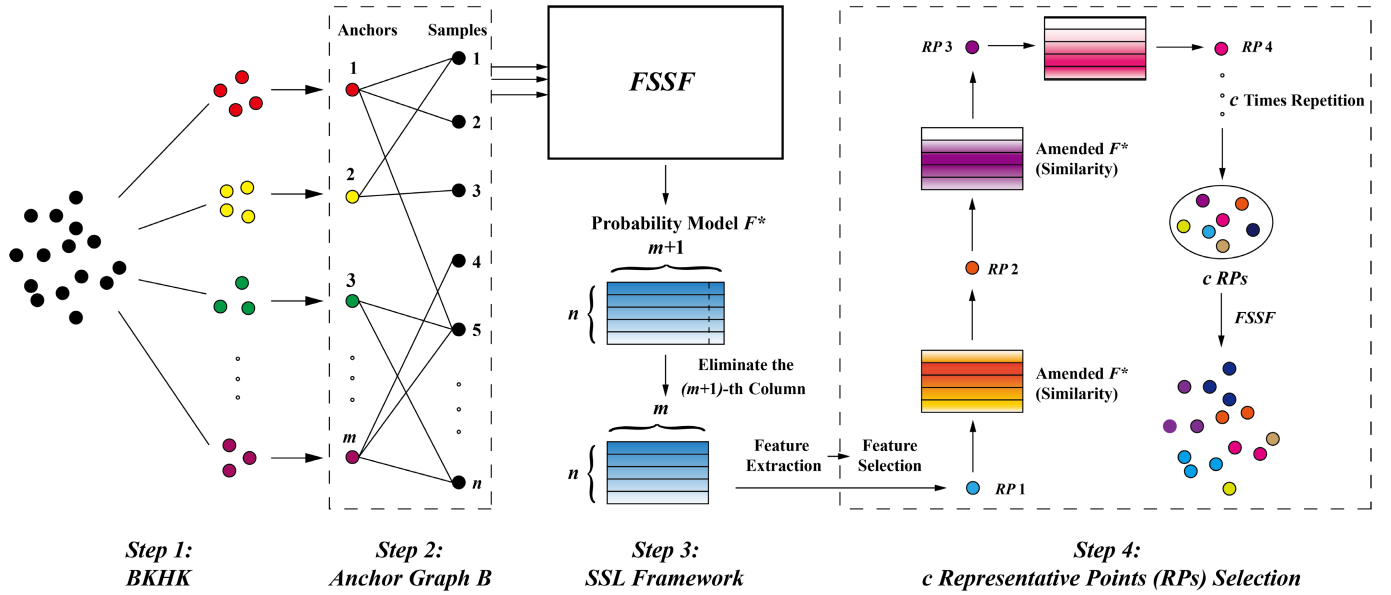 Anchors
Samples
1
2
3
m
1
2
3
4
5
n
FSSF
Probability Model F*
m+1
n
Eliminate the
(m+1)-th Column
m
n
Feature
Extraction
Feature
Selection
RP 1
Amended F*
(Similarity)
RP 2
Amended F*
(Similarity)
RP 3
RP 4
c Times Repetition
c RPs
FSSF
Step 1:
BKHK
Step 2:
Anchor Graph B
Step 3:
SSL Framework
Step 4:
c Representative Points (RPs) Selection